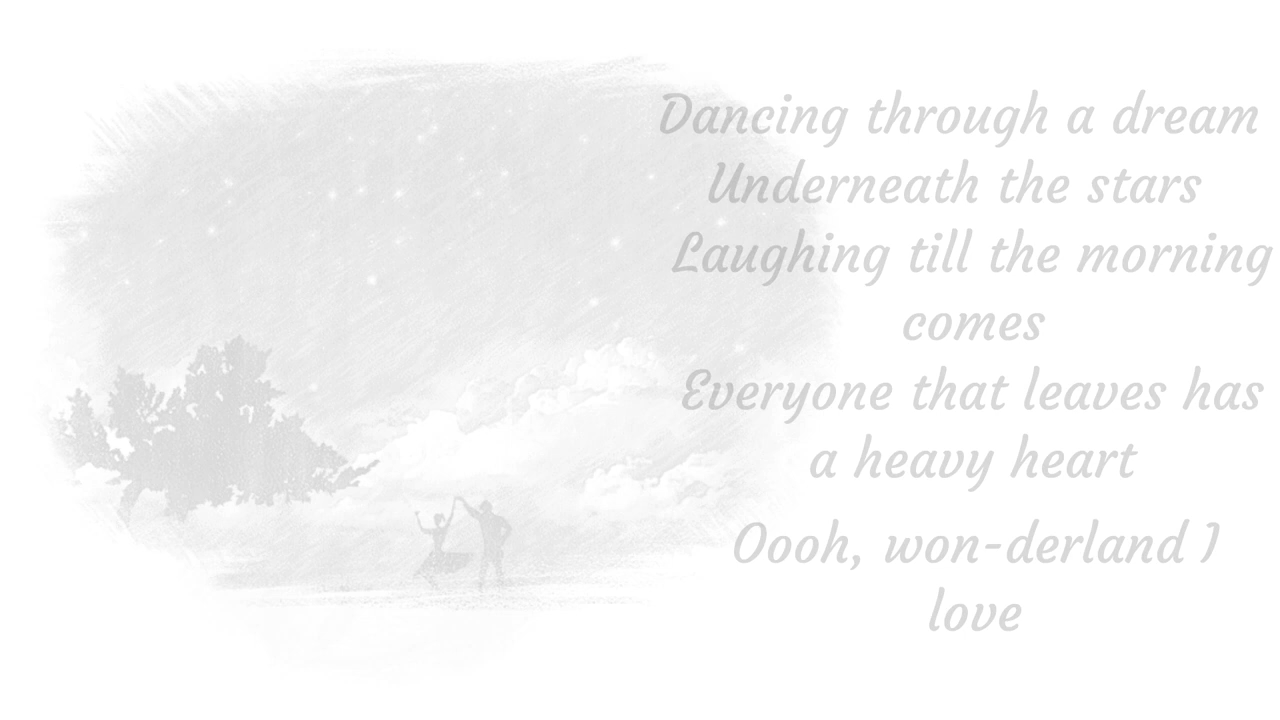 Dancing through a dream
Underneath the stars
Laughing till the morning
comes
Everyone that leaves has
a heavy heart
Oooh, won-derland I
love